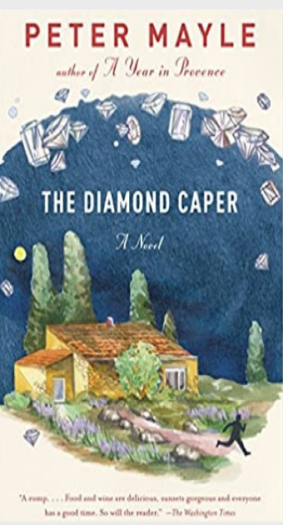 PETER MAYLE
author of A Year in Provence
THE DIAMOND CAPER
A Novel
"A romp. . . . Food and wine are delicious, sunsets gorgeous and everyone
has a good time. So will the reader." —The Washington Times